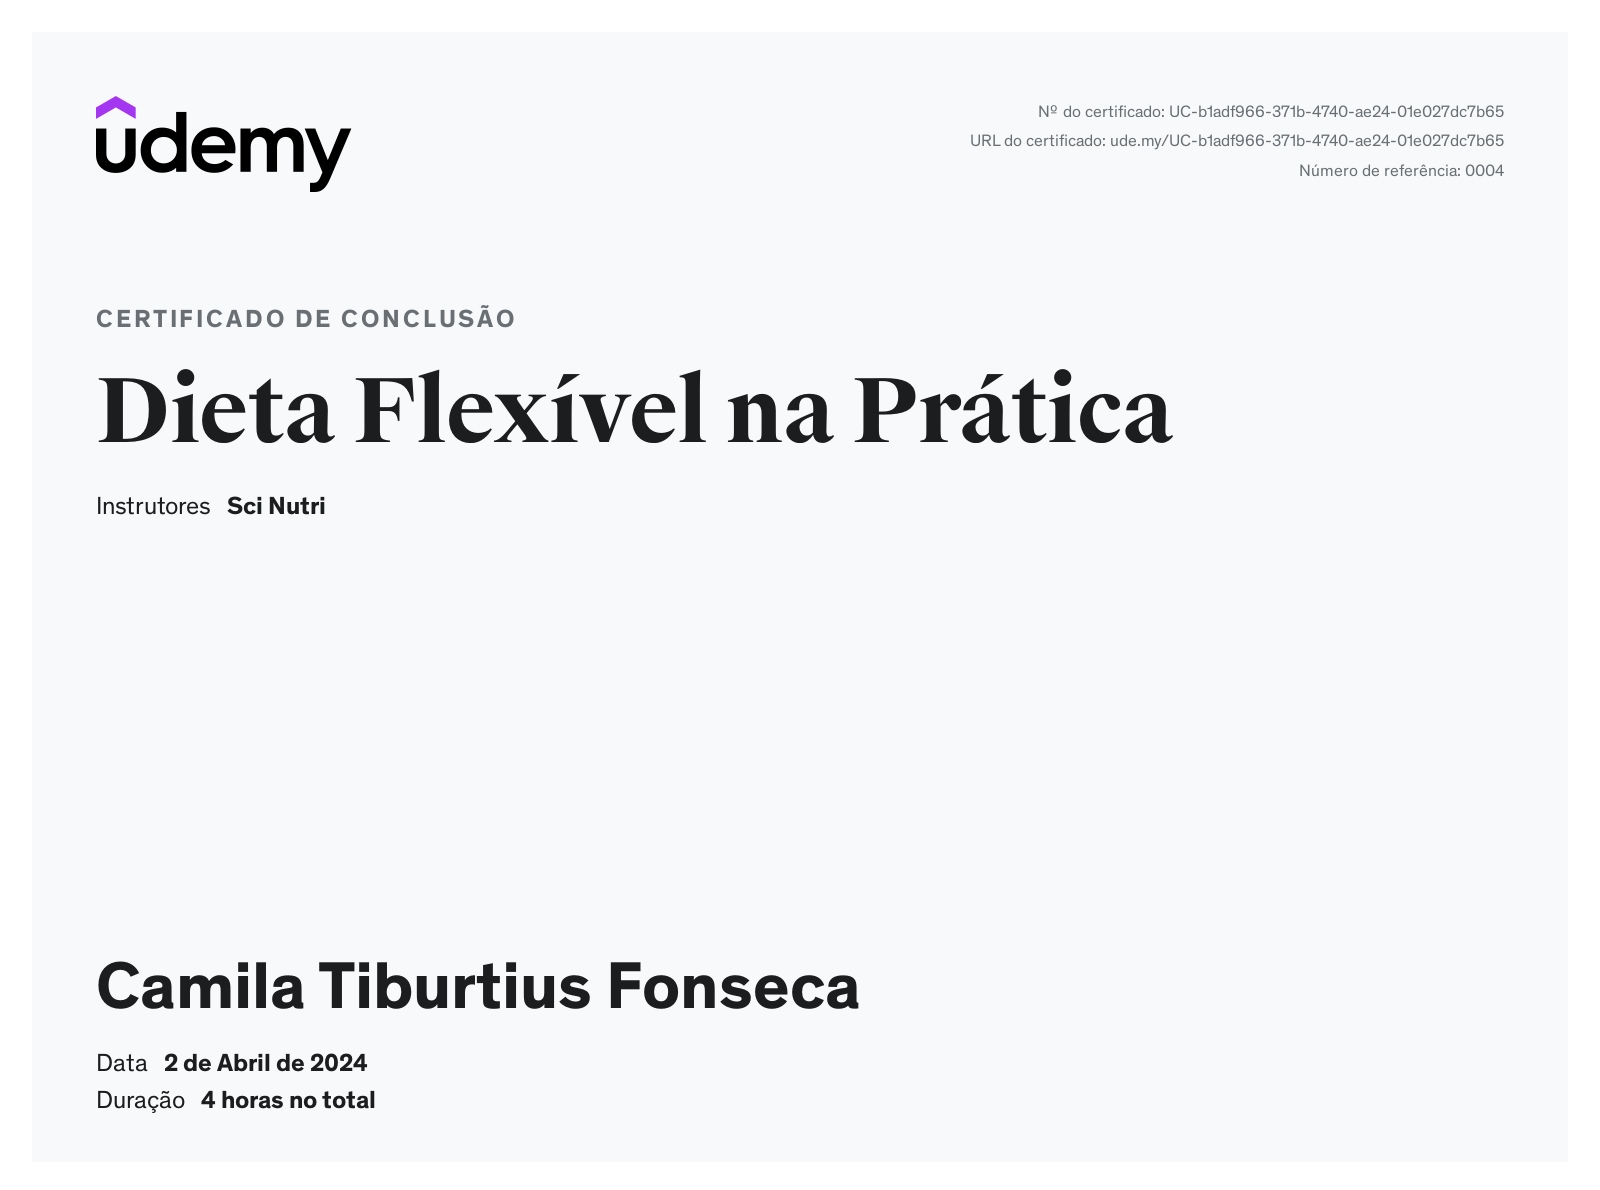 udemy
Nº do certificado: UC-b1adf966-371b-4740-ae24-01e027dc7b65
URL do certificado: ude.my/UC-b1adf966-371b-4740-ae24-01e027dc7b65
Número de referência: 0004
CERTIFICADO DE CONCLUSÃO
Dieta Flexível na Prática
Instrutores Sci Nutri
Camila Tiburtius Fonseca
Data 2 de Abril de 2024
Duração 4 horas no total